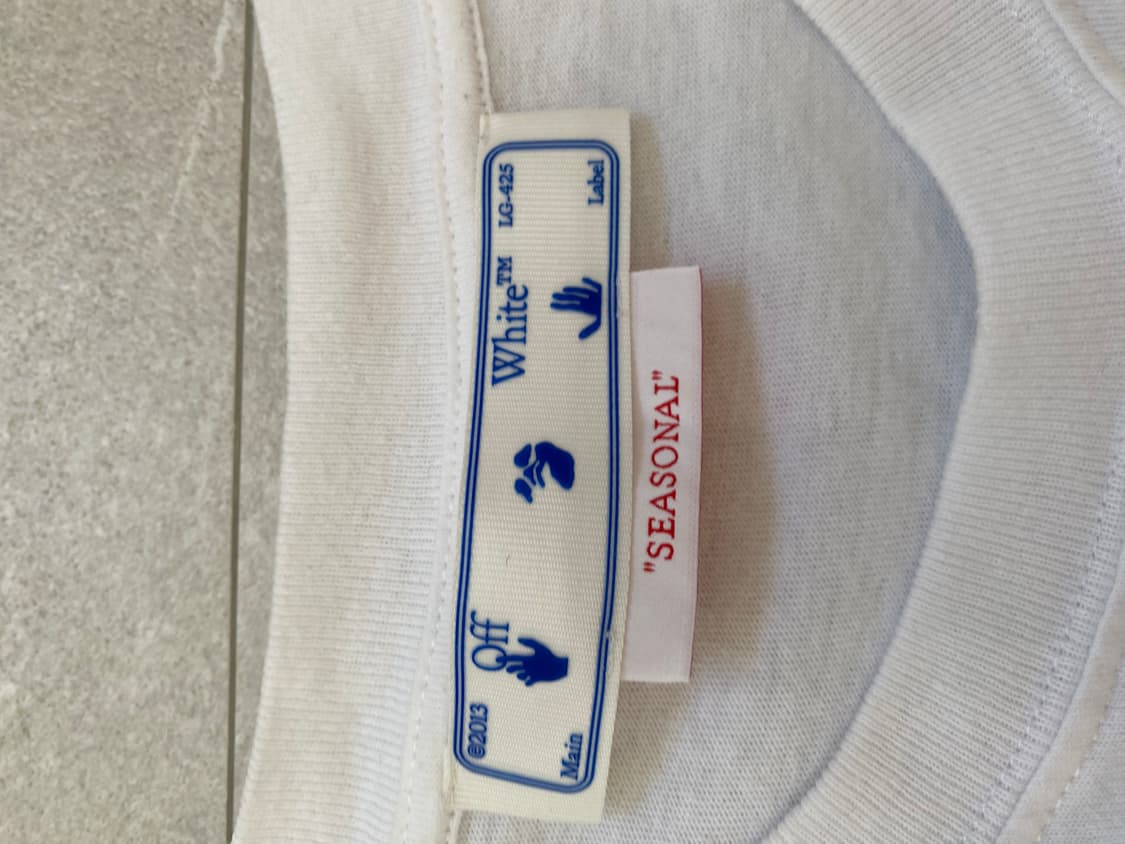 ©2013 Off White™ LG-425
Main Label
"SEASONAL"